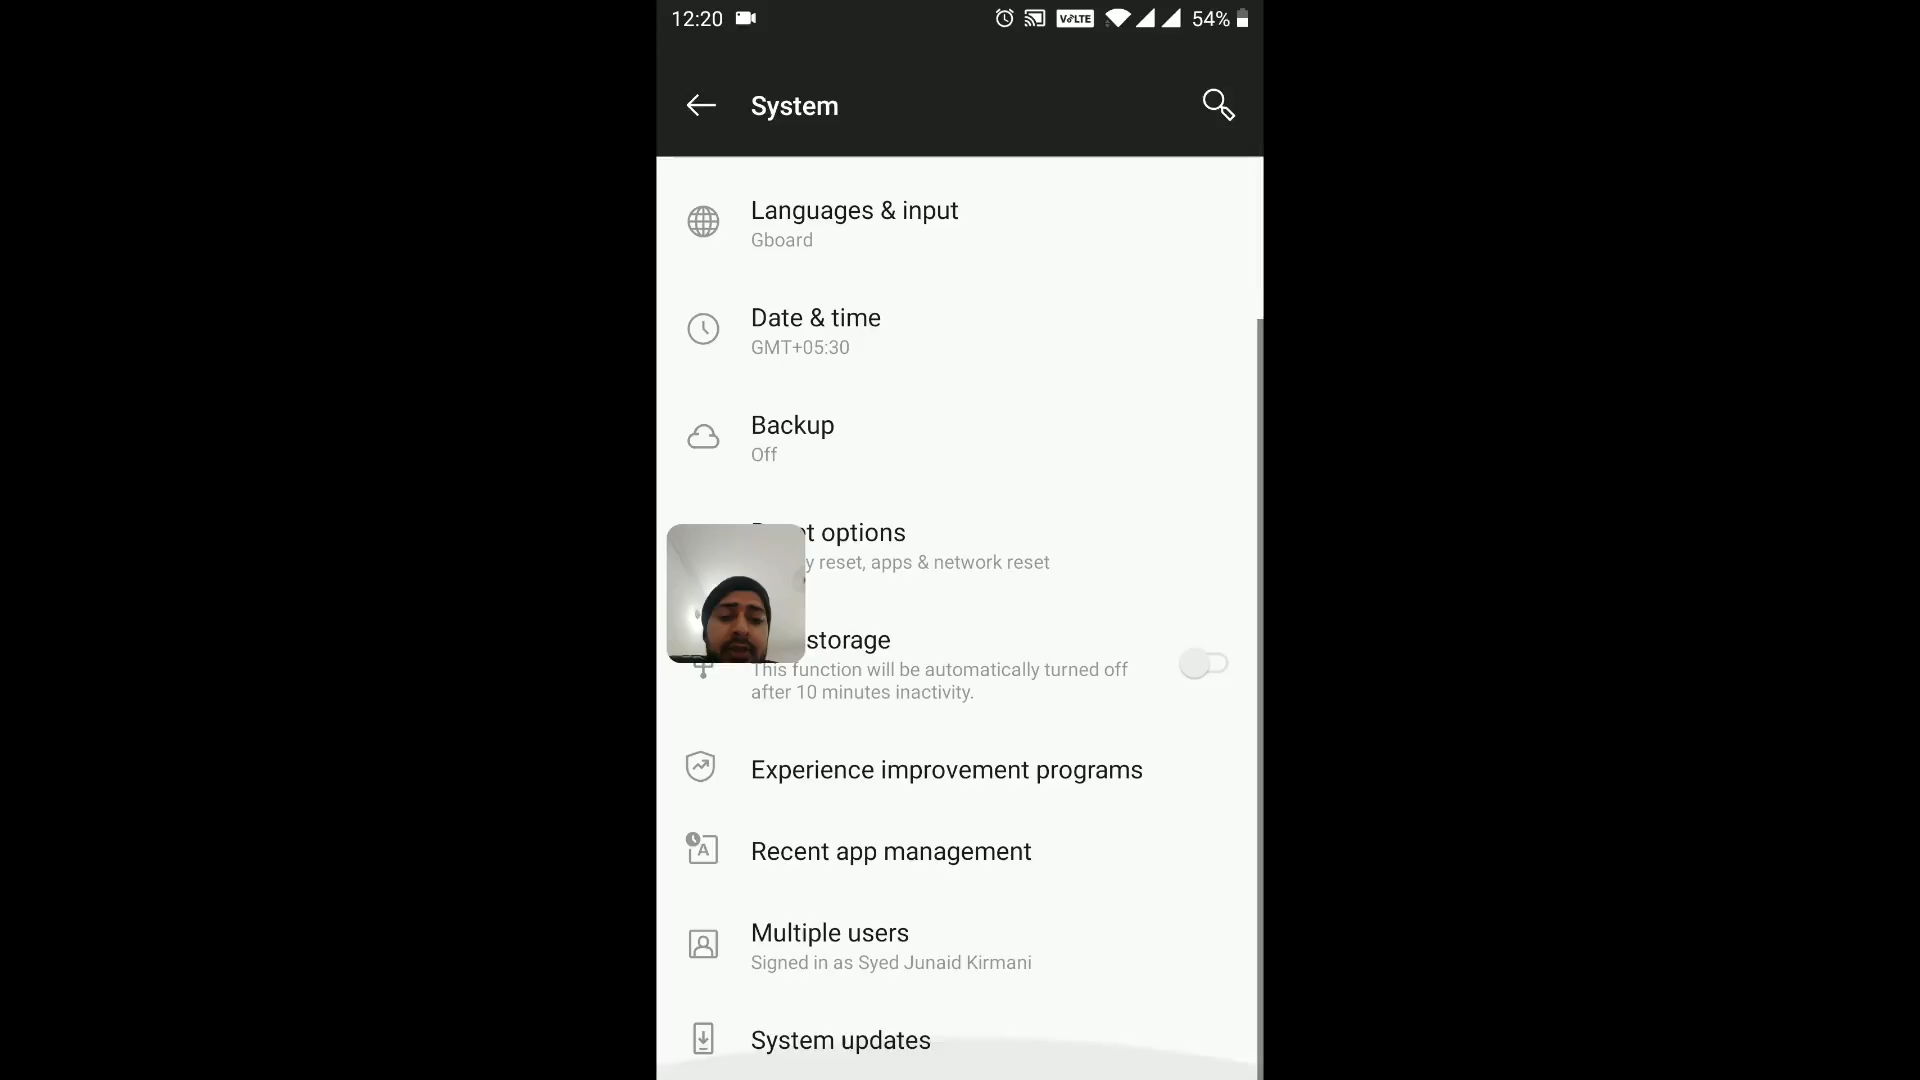 12:20 VoLTE 54%
System
Languages & input
Gboard
Date & time
GMT+05:30
Backup
Off
options
reset, apps & network reset
storage
This function will be automatically turned off
after 10 minutes inactivity.
Experience improvement programs
A
Recent app management
Multiple users
Signed in as Syed Junaid Kirmani
System updates